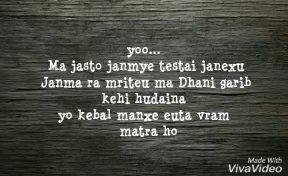 yoo...
Ma jasto janmye testai janexu
Janma ra mriteu ma Dhani garib
kehi hudaina
yo kebal manxe euta vram
matra ho
Made With
VivaVideo